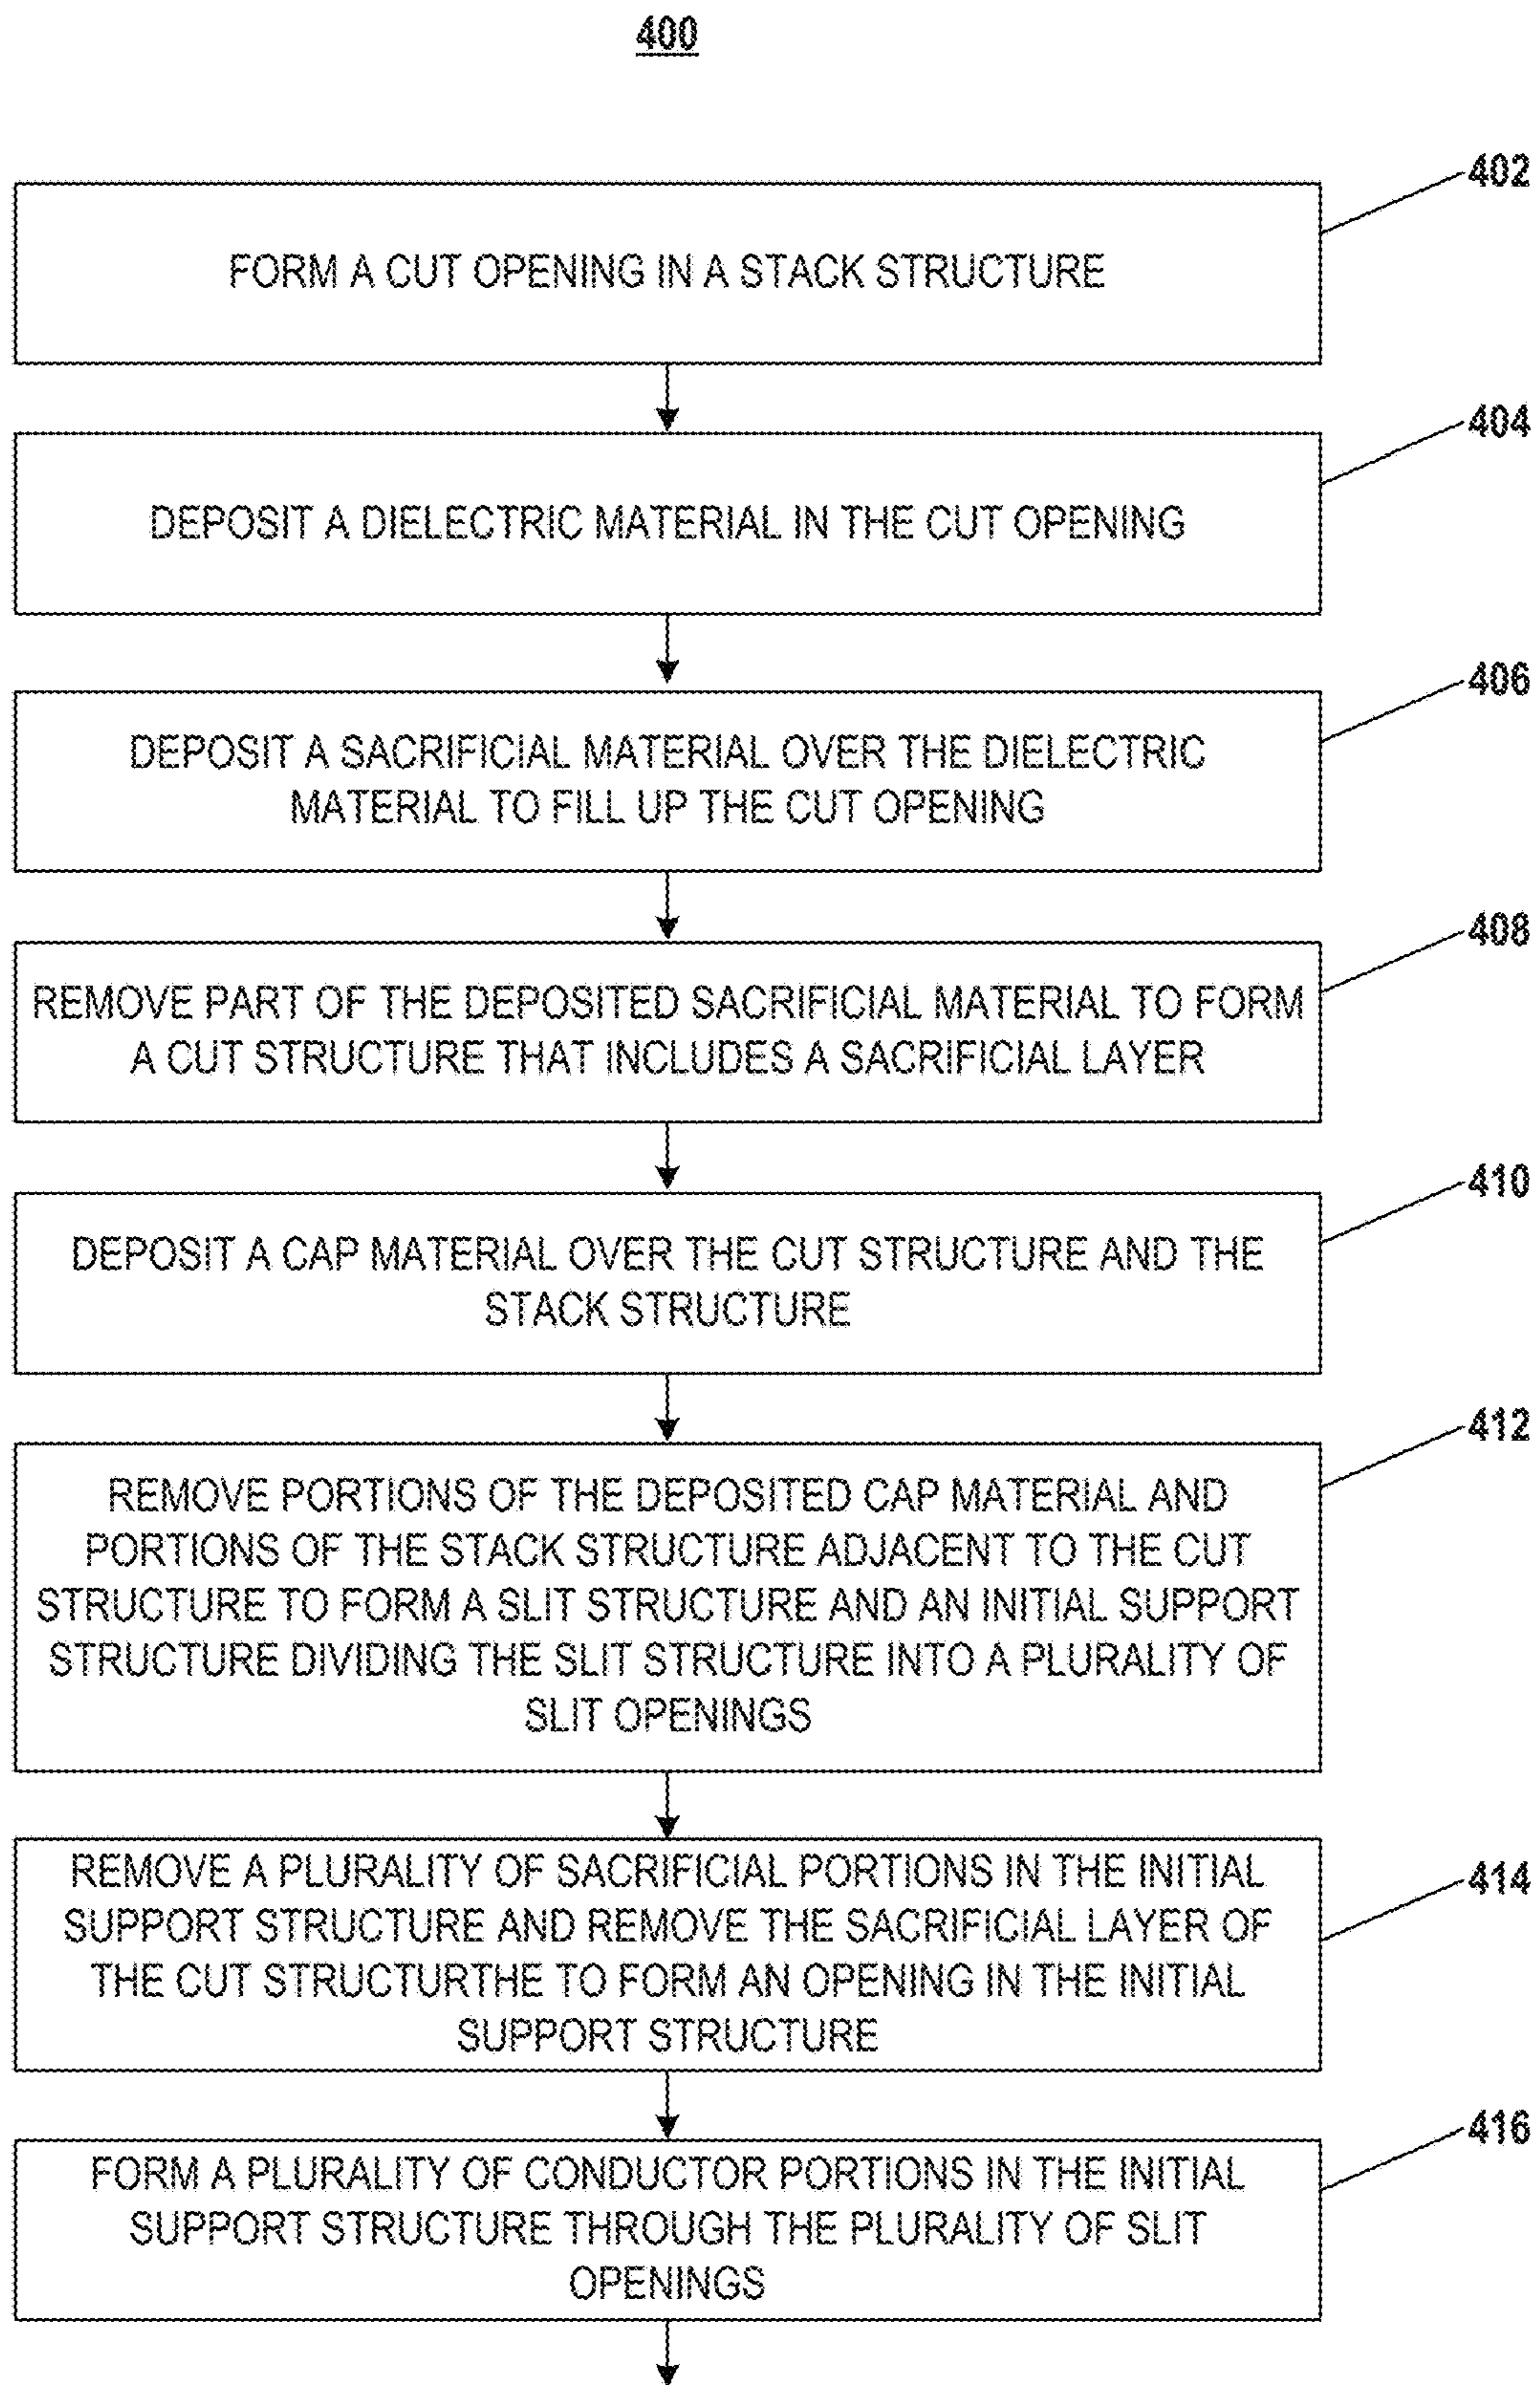 400
402
FORM A CUT OPENING IN A STACK STRUCTURE
404
DEPOSIT A DIELECTRIC MATERIAL IN THE CUT OPENING
406
DEPOSIT A SACRIFICIAL MATERIAL OVER THE DIELECTRIC
MATERIAL TO FILL UP THE CUT OPENING
408
REMOVE PART OF THE DEPOSITED SACRIFICIAL MATERIAL TO FORM
A CUT STRUCTURE THAT INCLUDES A SACRIFICIAL LAYER
410
DEPOSIT A CAP MATERIAL OVER THE CUT STRUCTURE AND THE
STACK STRUCTURE
412
REMOVE PORTIONS OF THE DEPOSITED CAP MATERIAL AND
PORTIONS OF THE STACK STRUCTURE ADJACENT TO THE CUT
STRUCTURE TO FORM A SLIT STRUCTURE AND AN INITIAL SUPPORT
STRUCTURE DIVIDING THE SLIT STRUCTURE INTO A PLURALITY OF
SLIT OPENINGS
414
REMOVE A PLURALITY OF SACRIFICIAL PORTIONS IN THE INITIAL
SUPPORT STRUCTURE AND REMOVE THE SACRIFICIAL LAYER OF
THE CUT STRUCTURTHE TO FORM AN OPENING IN THE INITIAL
SUPPORT STRUCTURE
416
FORM A PLURALITY OF CONDUCTOR PORTIONS IN THE INITIAL
SUPPORT STRUCTURE THROUGH THE PLURALITY OF SLIT
OPENINGS